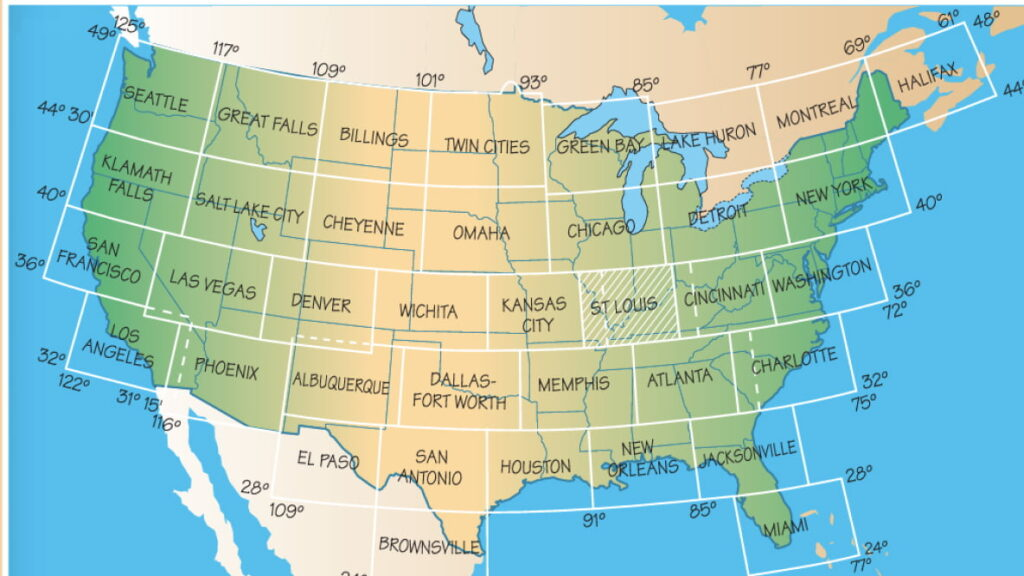 125°
61°
49°
48°
117°
69°
109°
101°
93°
85°
77°
44°
SEATTLE
GREAT FALLS
BILLINGS
TWIN CITIES
GREEN BAY
LAKE HURON
MONTREAL
HALIFAX
44° 30'
KLAMATH
FALLS
SALT LAKE CITY
CHEYENNE
OMAHA
CHICAGO
DETROIT
NEW YORK
40°
40°
SAN
FRANCISCO
LAS VEGAS
DENVER
WICHITA
KANSAS
CITY
ST LOUIS
CINCINNATI
WASHINGTON
36°
36°
72°
LOS
ANGELES
PHOENIX
ALBUQUERQUE
DALLAS-
FORT WORTH
MEMPHIS
ATLANTA
CHARLOTTE
32°
122°
32°
75°
31° 15'
116°
EL PASO
SAN
ANTONIO
HOUSTON
NEW
ORLEANS
JACKSONVILLE
28°
109°
91°
85°
28°
BROWNSVILLE
MIAMI
24°
77°